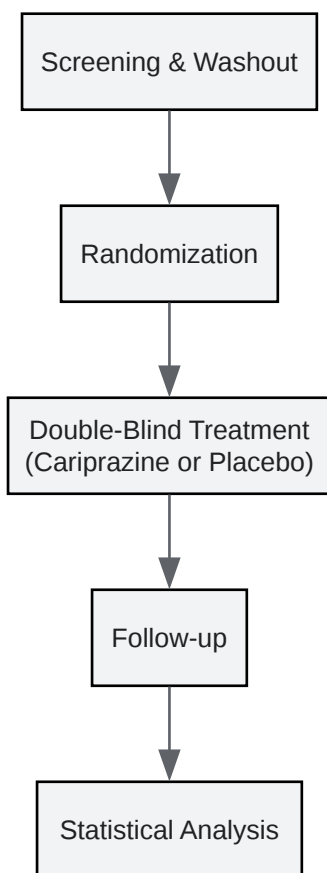 Screening & Washout
Randomization
Double-Blind Treatment
(Cariprazine or Placebo)
Follow-up
Statistical Analysis